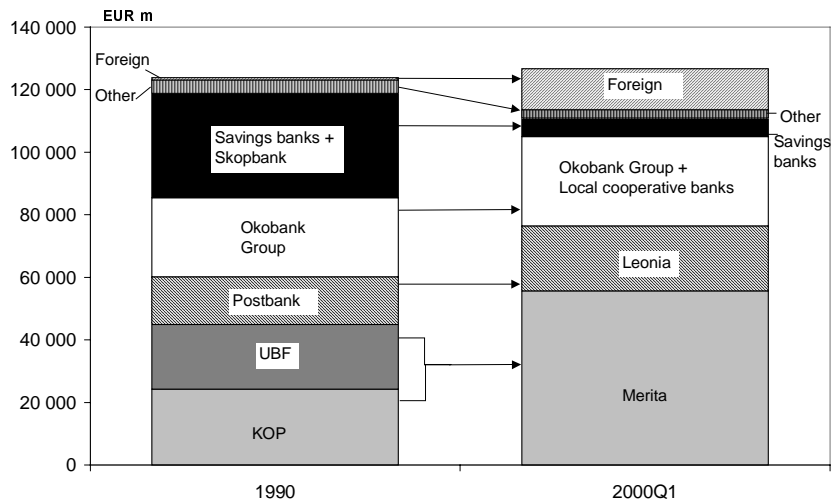 EUR m
140 000
120 000
100 000
80 000
60 000
40 000
20 000
0
Foreign
Other
Savings banks +
Skopbank
Okobank
Group
Postbank
UBF
KOP
Foreign
Other
Savings
banks
Okobank Group +
Local cooperative banks
Leonia
Merita
1990
2000Q1